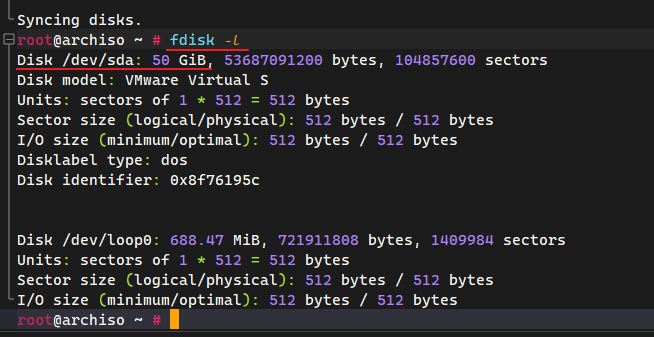 Syncing disks.
root@archiso ~ # fdisk -l
Disk /dev/sda: 50 GiB, 53687091200 bytes, 104857600 sectors
Disk model: VMware Virtual S
Units: sectors of 1 * 512 = 512 bytes
Sector size (logical/physical): 512 bytes / 512 bytes
I/O size (minimum/optimal): 512 bytes / 512 bytes
Disklabel type: dos
Disk identifier: 0x8f76195c
Disk /dev/loop0: 688.47 MiB, 721911808 bytes, 1409984 sectors
Units: sectors of 1 * 512 = 512 bytes
Sector size (logical/physical): 512 bytes / 512 bytes
I/O size (minimum/optimal): 512 bytes / 512 bytes
root@archiso ~ #